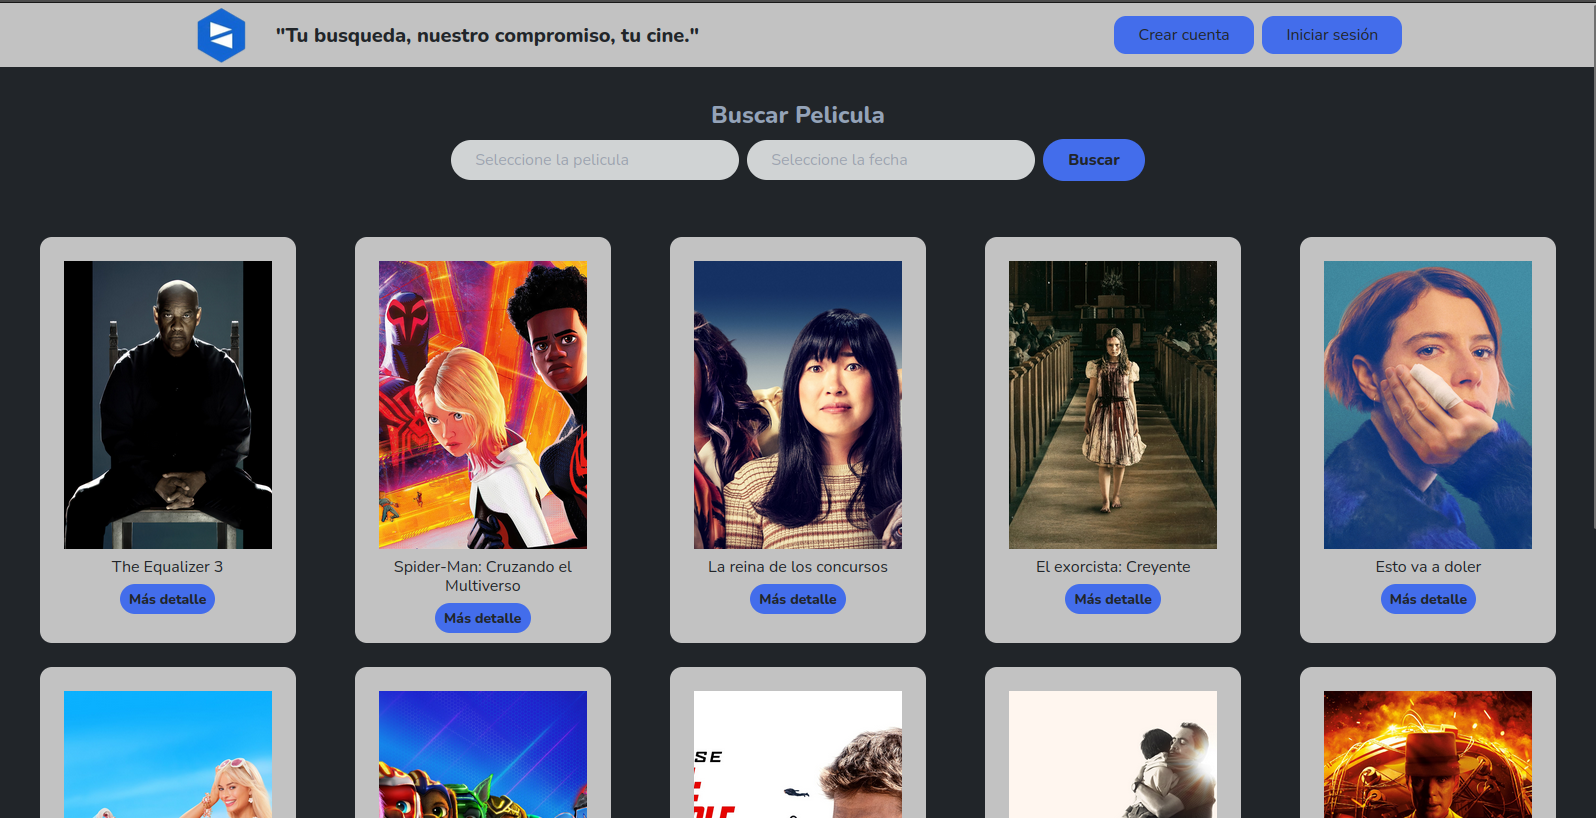 "Tu busqueda, nuestro compromiso, tu cine."
Crear cuenta
Iniciar sesión
Buscar Pelicula
Seleccione la pelicula
Seleccione la fecha
Buscar
The Equalizer 3
Spider-Man: Cruzando el
Multiverso
La reina de los concursos
El exorcista: Creyente
Esto va a doler
Más detalle
Más detalle
Más detalle
Más detalle
Más detalle
SE